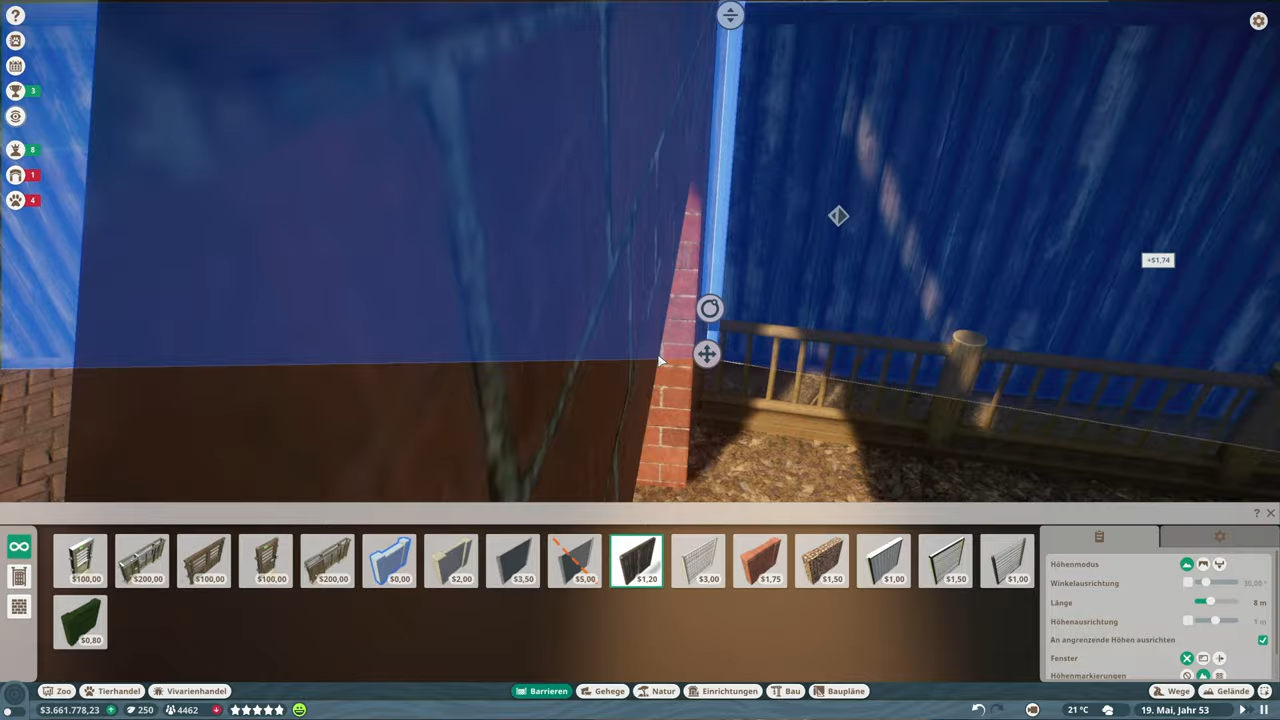 ?
3
8
1
4
+$1,74
?
$100,00 $200,00 $100,00 $100,00 $200,00 $0,00 $2,00 $3,50 $5,00 $1,20 $3,00 $1,75 $1,50 $1,00 $1,50 $1,00
$0,80
Höhenmodus
Winkelausrichtung 30,00 °
Länge 8 m
Höhenausrichtung 1 m
An angrenzende Höhen ausrichten
Fenster
Höhenmarkierungen
Zoo Tierhandel Vivarienhandel Barrieren Gehege Natur Einrichtungen Bau Baupläne Wege Gelände
$3.661.778,23 250 4462 21 °C 19. Mai, Jahr 53